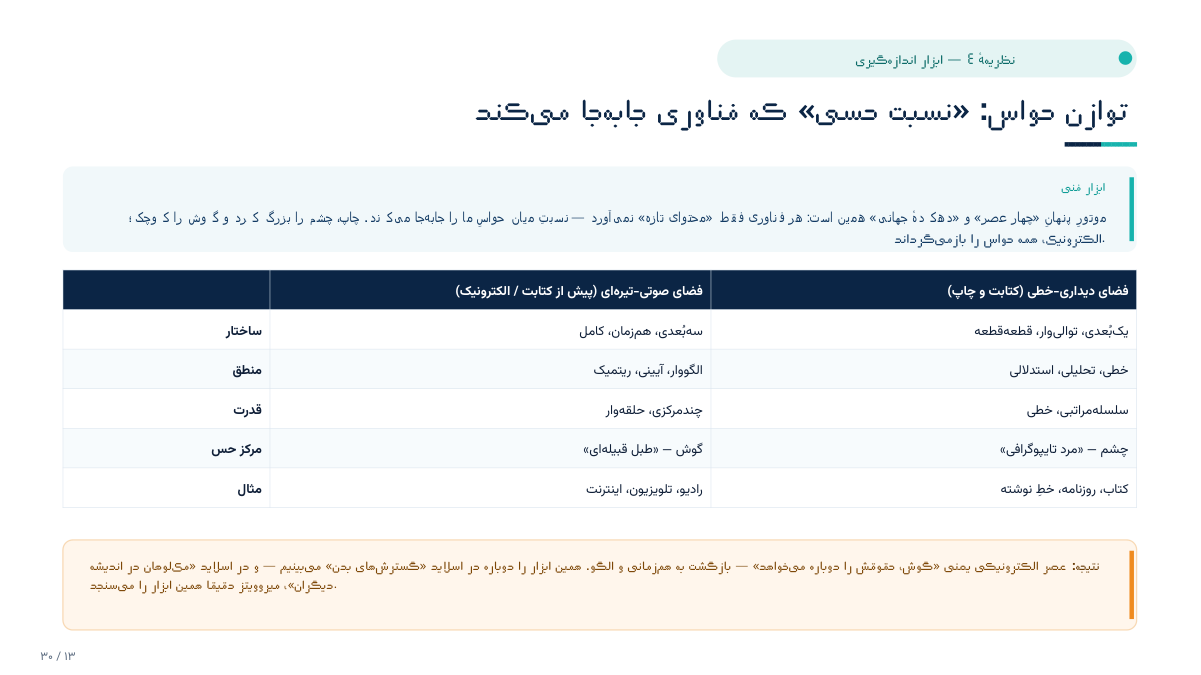 نظریهٔ ٤ — ابزار اندازه‌گیری
توازن حواس: «نسبت حسی» که فناوری جابه‌جا می‌کند
ابزار فنی
موتورِ پنهانِ «چهار عصر» و «دهکدهٔ جهانی» همین است: هر فناوری فقط «محتوای تازه» نمی‌آورد — نسبتِ میان حواسِ ما را جابه‌جا می‌کند. چاپ، چشم را بزرگ کرد و گوش را کوچک؛
الکترونیک، همه حواس را بازمی‌گرداند.
فضای دیداری-خطی (کتابت و چاپ) فضای صوتی-تیره‌ای (پیش از کتابت / الکترونیک)
یک‌بُعدی، توالی‌وار، قطعه‌قطعه سه‌بُعدی، هم‌زمان، کامل ساختار
خطی، تحلیلی، استدلالی الگووار، آیینی، ریتمیک منطق
سلسله‌مراتبی، خطی چندمرکزی، حلقه‌وار قدرت
چشم — «مرد تایپوگرافی» گوش — «طبل قبیله‌ای» مرکز حس
کتاب، روزنامه، خطِ نوشته رادیو، تلویزیون، اینترنت مثال
نتیجه: عصر الکترونیکی یعنی «گوش، حقوقش را دوباره می‌خواهد» — بازگشت به هم‌زمانی و الگو. همین ابزار را دوباره در اسلاید «گسترش‌های بدن» می‌بینیم — و در اسلاید «مک‌لوهان در اندیشه
دیگران»، میروویتز دقیقا همین ابزار را می‌سنجد.
۱۳ / ۳۰